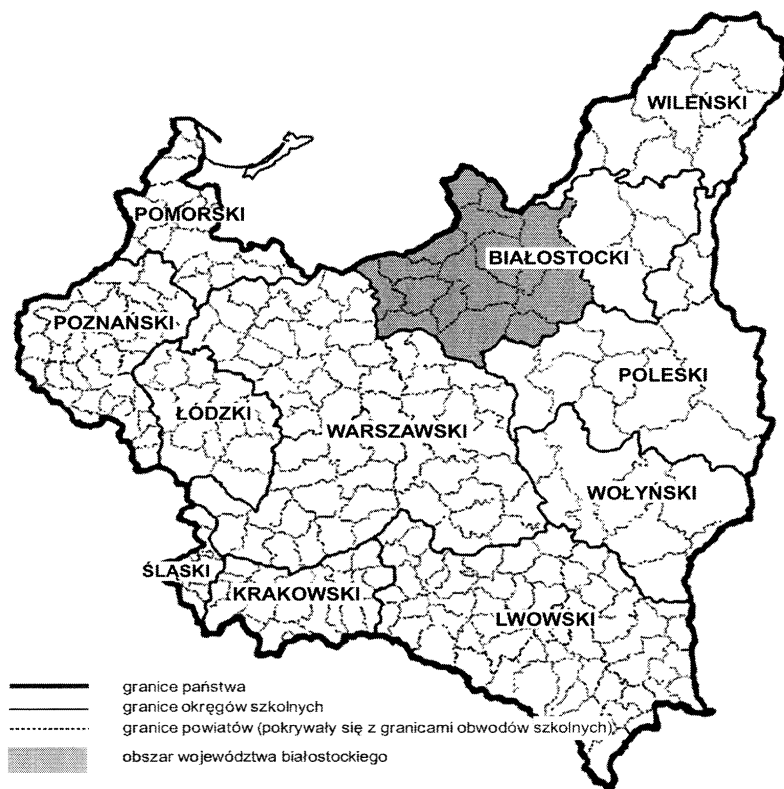 WILEŃSKI
POMORSKI
BIAŁOSTOCKI
POZNAŃSKI
POLESKI
ŁÓDZKI
WARSZAWSKI
WOŁYŃSKI
ŚLĄSKI
KRAKOWSKI
LWOWSKI
granice państwa
granice okręgów szkolnych
granice powiatów (pokrywały się z granicami obwodów szkolnych)
obszar województwa białostockiego